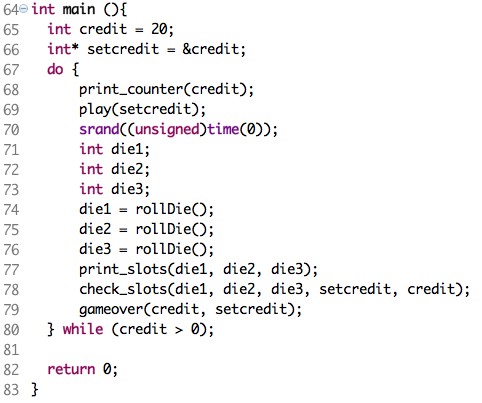 64 int main (){
65 int credit = 20;
66 int* setcredit = &credit;
67 do {
68 print_counter(credit);
69 play(setcredit);
70 srand((unsigned)time(0));
71 int die1;
72 int die2;
73 int die3;
74 die1 = rollDie();
75 die2 = rollDie();
76 die3 = rollDie();
77 print_slots(die1, die2, die3);
78 check_slots(die1, die2, die3, setcredit, credit);
79 gameover(credit, setcredit);
80 } while (credit > 0);
81
82 return 0;
83 }